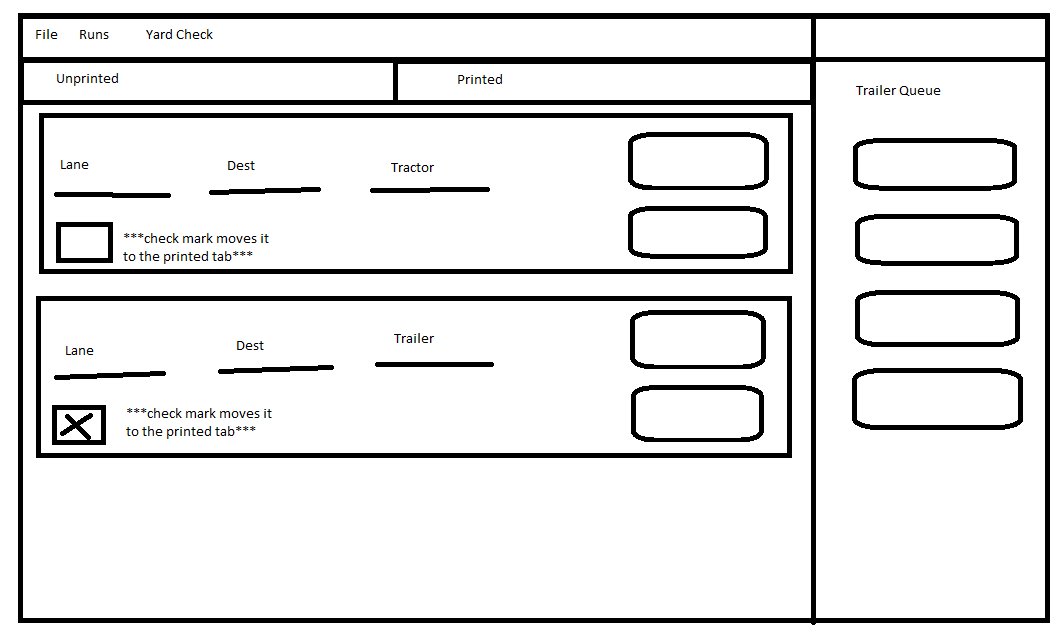 File Runs Yard Check
Unprinted
Printed
Trailer Queue
Lane
Dest
Tractor
***check mark moves it
to the printed tab***
Lane
Dest
Trailer
***check mark moves it
to the printed tab***